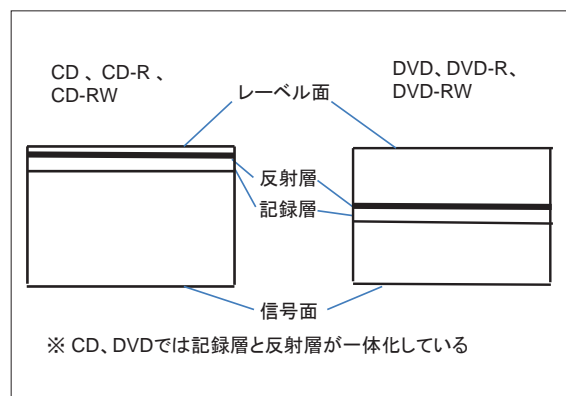 CD 、 CD-R 、
CD-RW
DVD、DVD-R、
DVD-RW
レーベル面
反射層
記録層
信号面
※ CD、DVDでは記録層と反射層が一体化している